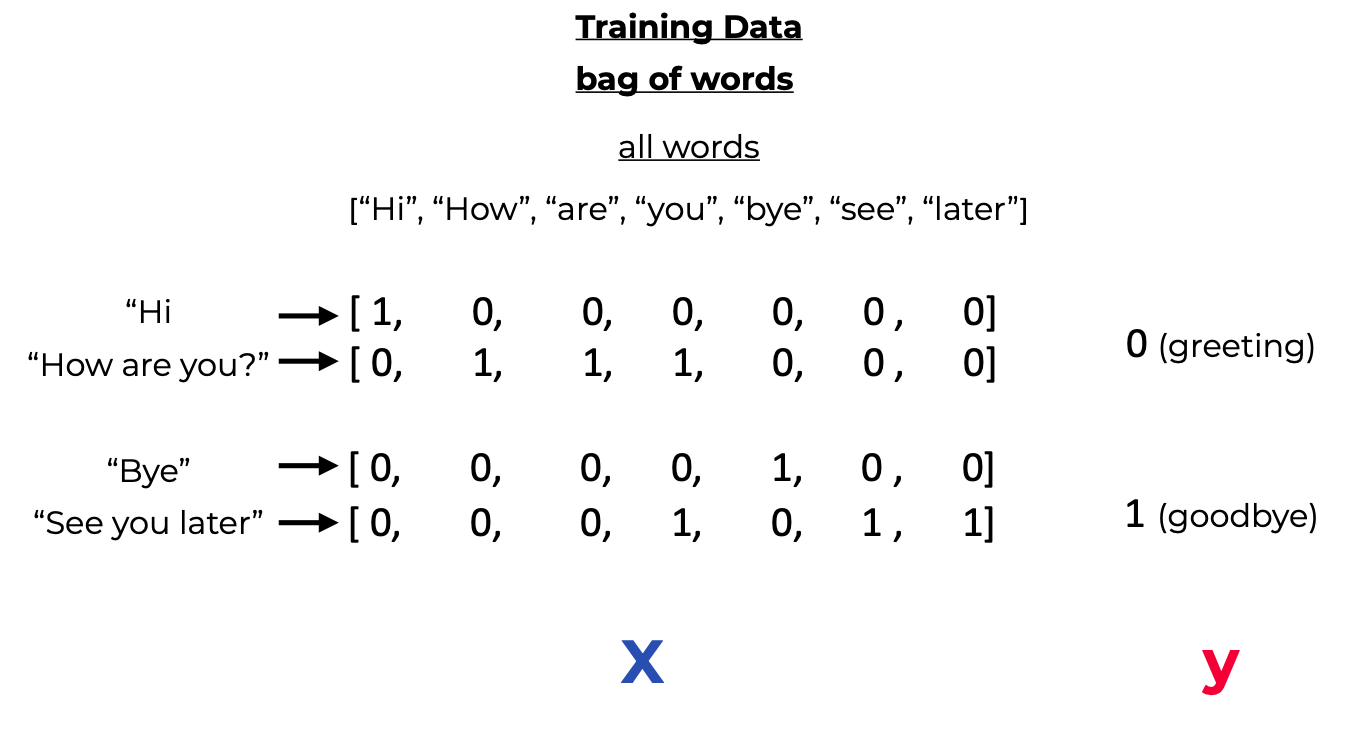 Training Data
bag of words
all words
[“Hi”, “How”, “are”, “you”, “bye”, “see”, “later”]
“Hi [ 1, 0, 0, 0, 0, 0 , 0]
“How are you?” [ 0, 1, 1, 1, 0, 0 , 0]
0 (greeting)
“Bye” [ 0, 0, 0, 0, 1, 0 , 0]
“See you later” [ 0, 0, 0, 1, 0, 1 , 1]
1 (goodbye)
X y